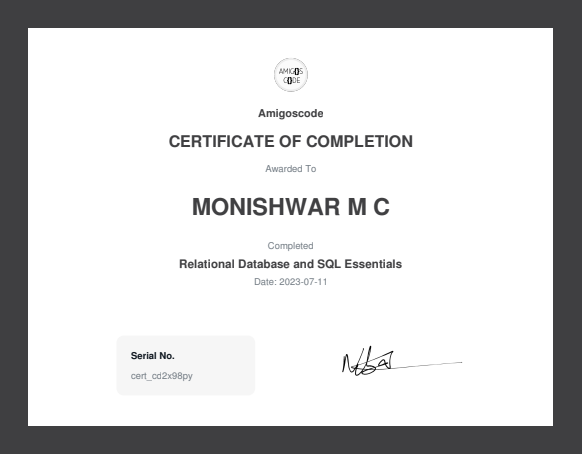 AMIGOS
CODE
Amigoscode
CERTIFICATE OF COMPLETION
Awarded To
MONISHWAR M C
Completed
Relational Database and SQL Essentials
Date: 2023-07-11
Serial No.
cert_cd2x98py